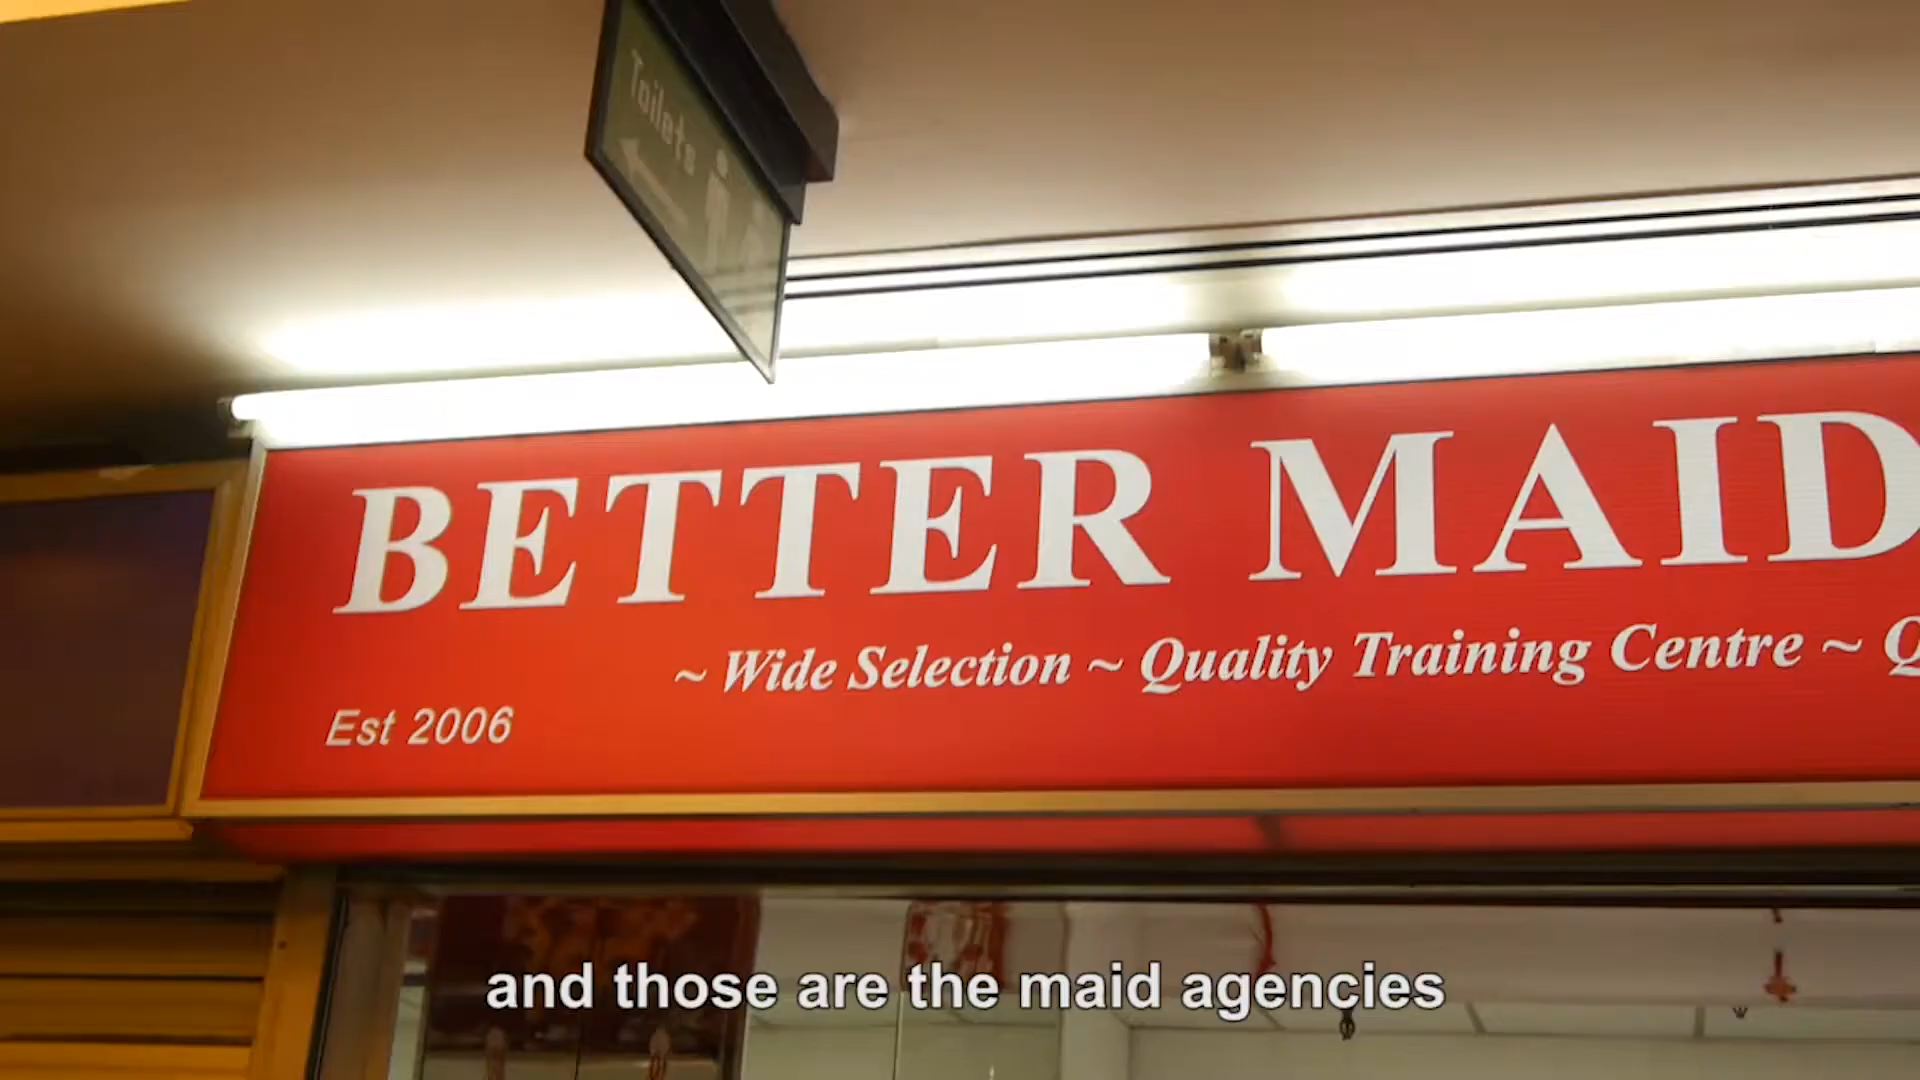 Toilets
BETTER MAID
~ Wide Selection ~ Quality Training Centre ~ Q
Est 2006
and those are the maid agencies